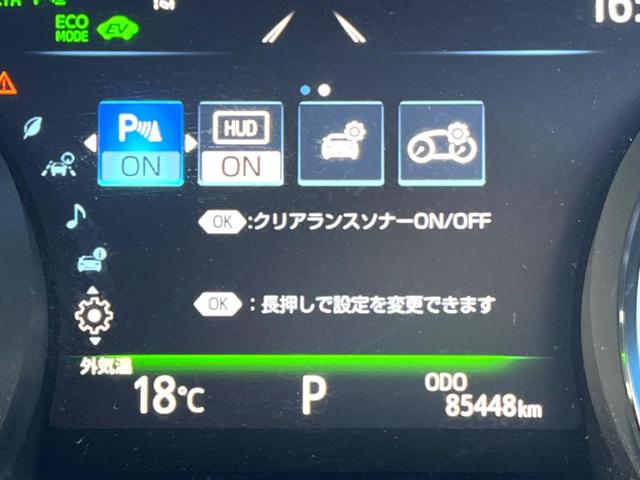 ECO
MODE
EV
16:
P
ON
HUD
ON
OK:クリアランスソナーON/OFF
OK:長押しで設定を変更できます
外気温
18℃
P
ODO
85448km